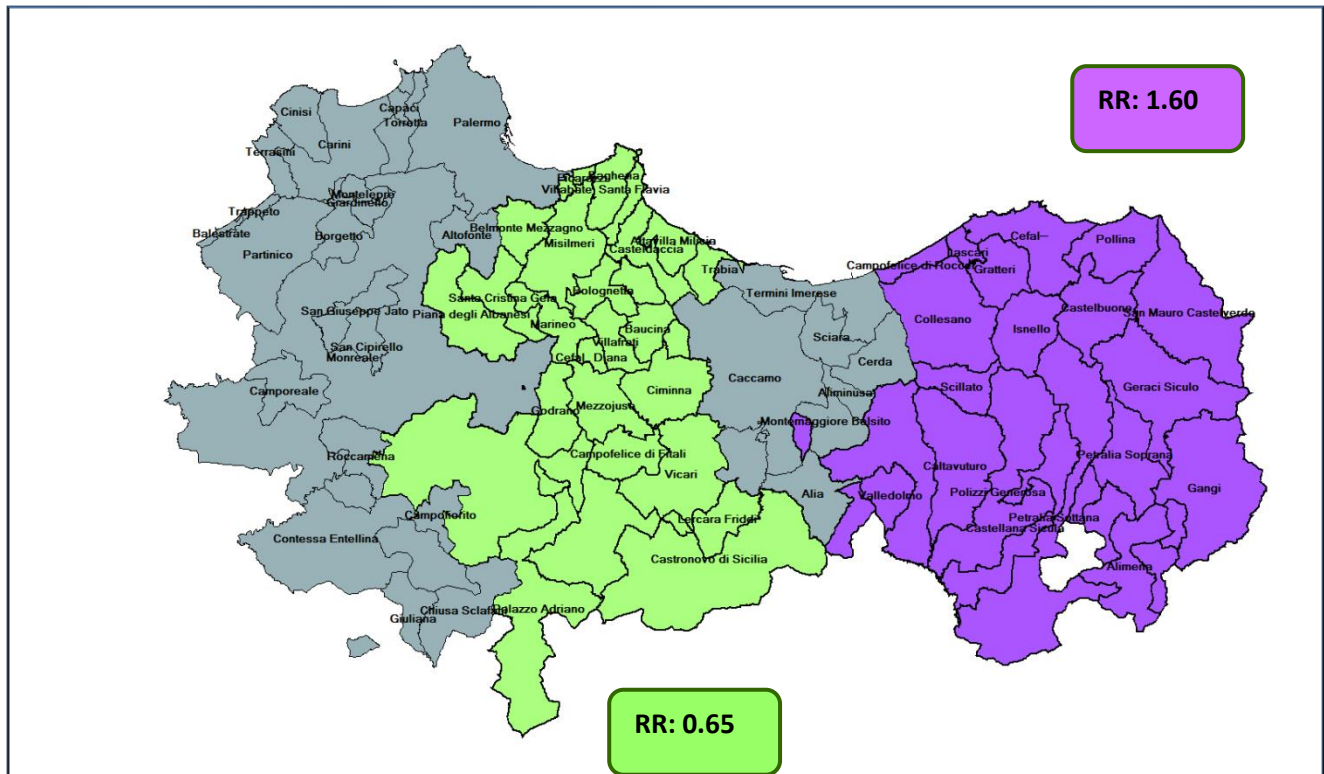 RR: 1.60
Capaci
Cinisi
Torretta
Palermo
Carini
Terrasini
Bagheria
Ficarazzi
Villabate Santa Flavia
Montelepre
Giardinello
Trappeto
Balestrate
Borgetto
Altofonte
Belmonte Mezzagno
Misilmeri
Altavilla Milicia
Casteldaccia
Partinico
Trabia
Cefal—
Pollina
Lascari
Campofelice di Roccella
Gratteri
Termini Imerese
Santa Cristina Gela
Bolognetta
San Giuseppe Jato
Piana degli Albanesi
Marineo
Baucina
Castelbuono
San Mauro Castelverde
Collesano
Isnello
Villafrati
Sciara
San Cipirello
Monreale
Cefal_ Diana
Cerda
Caccamo
Camporeale
Ciminna
Scillato
Geraci Siculo
Aliminusa
Godrano
Mezzojuso
Montemaggiore Belsito
Roccamena
Campofelice di Fitali
Petralia Soprana
Vicari
Caltavuturo
Gangi
Alia
Valledolmo
Polizzi Generosa
Campofiorito
Lercara Friddi
Petralia Sottana
Castellana Sicula
Contessa Entellina
Castronovo di Sicilia
Alimena
Chiusa Sclafani
Palazzo Adriano
Giuliana
RR: 0.65